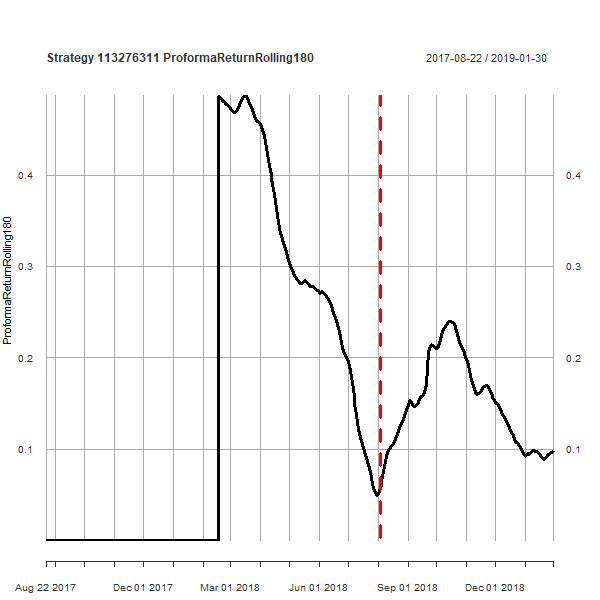 Strategy 113276311 ProformaReturnRolling180
2017-08-22 / 2019-01-30
ProformaReturnRolling180
0.4
0.3
0.2
0.1
0.4
0.3
0.2
0.1
Aug 22 2017
Dec 01 2017
Mar 01 2018
Jun 01 2018
Sep 01 2018
Dec 01 2018